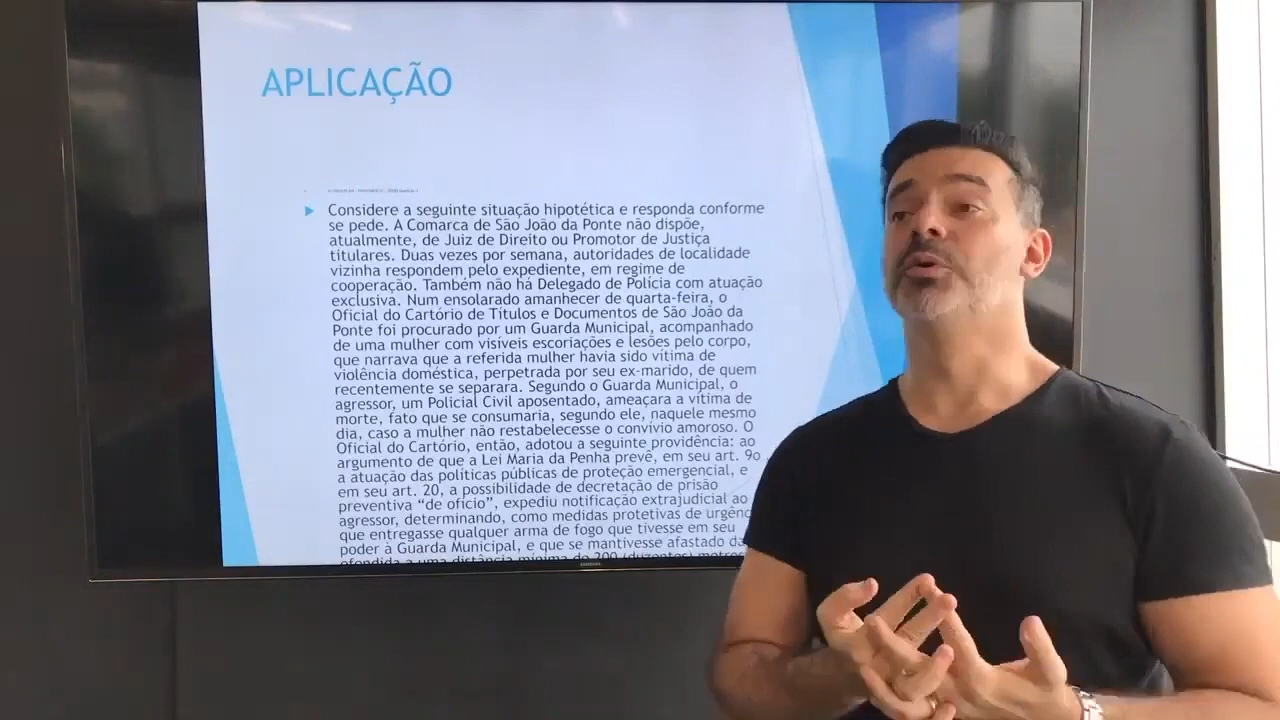 APLICAÇÃO
Considere a seguinte situação hipotética e responda conforme
se pede. A Comarca de São João da Ponte não dispõe,
atualmente, de Juiz de Direito ou Promotor de Justiça
titulares. Duas vezes por semana, autoridades de localidade
vizinha respondem pelo expediente, em regime de
cooperação. Também não há Delegado de Polícia com atuação
exclusiva. Num ensolarado amanhecer de quarta-feira, o
Oficial do Cartório de Títulos e Documentos de São João da
Ponte foi procurado por um Guarda Municipal, acompanhado
de uma mulher com visíveis escoriações e lesões pelo corpo,
que narrava que a referida mulher havia sido vítima de
violência doméstica, perpetrada por seu ex-marido, de quem
recentemente se separara. Segundo o Guarda Municipal, o
agressor, um Policial Civil aposentado, ameaçara a vítima de
morte, fato que se consumaria, segundo ele, naquele mesmo
dia, caso a mulher não restabelecesse o convívio amoroso. O
Oficial do Cartório, então, adotou a seguinte providência: ao
argumento de que a Lei Maria da Penha prevê, em seu art. 9o
a atuação das políticas públicas de proteção emergencial, e
em seu art. 20, a possibilidade de decretação de prisão
preventiva "de ofício", expediu notificação extrajudicial ao
agressor, determinando, como medidas protetivas de urgênc
que entregasse qualquer arma de fogo que tivesse em seu
poder à Guarda Municipal, e que se mantivesse afastado da
ofendida a uma distância mínima de 200 (duzentos) metros
SAMSUNG